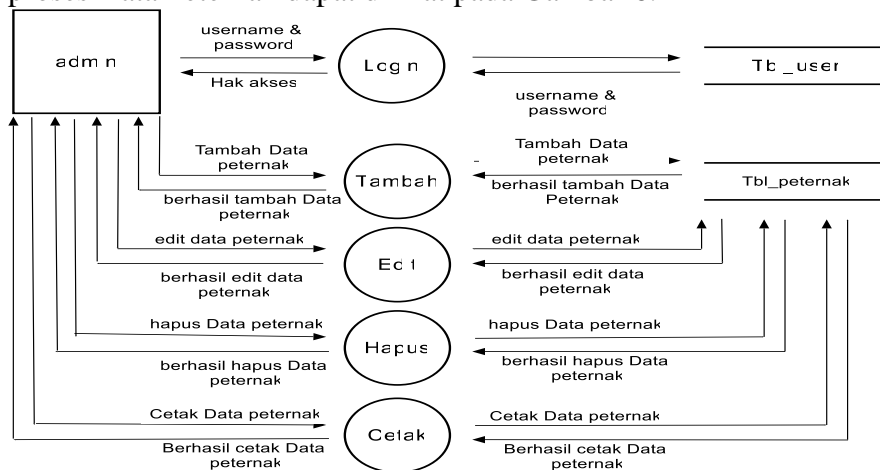 username &
password
Hak akses
admin
Login
Tbl_user
username &
password
Tambah Data
peternak
berhasil tambah Data
peternak
Tambah
Tambah Data
peternak
berhasil tambah Data
Peternak
Tbl_peternak
edit data peternak
berhasil edit data
peternak
Edit
edit data peternak
berhasil edit data
peternak
hapus Data peternak
berhasil hapus Data
peternak
Hapus
hapus Data peternak
berhasil hapus Data
peternak
Cetak Data peternak
Berhasil cetak Data
peternak
Cetak
Cetak Data peternak
Berhasil cetak Data
peternak